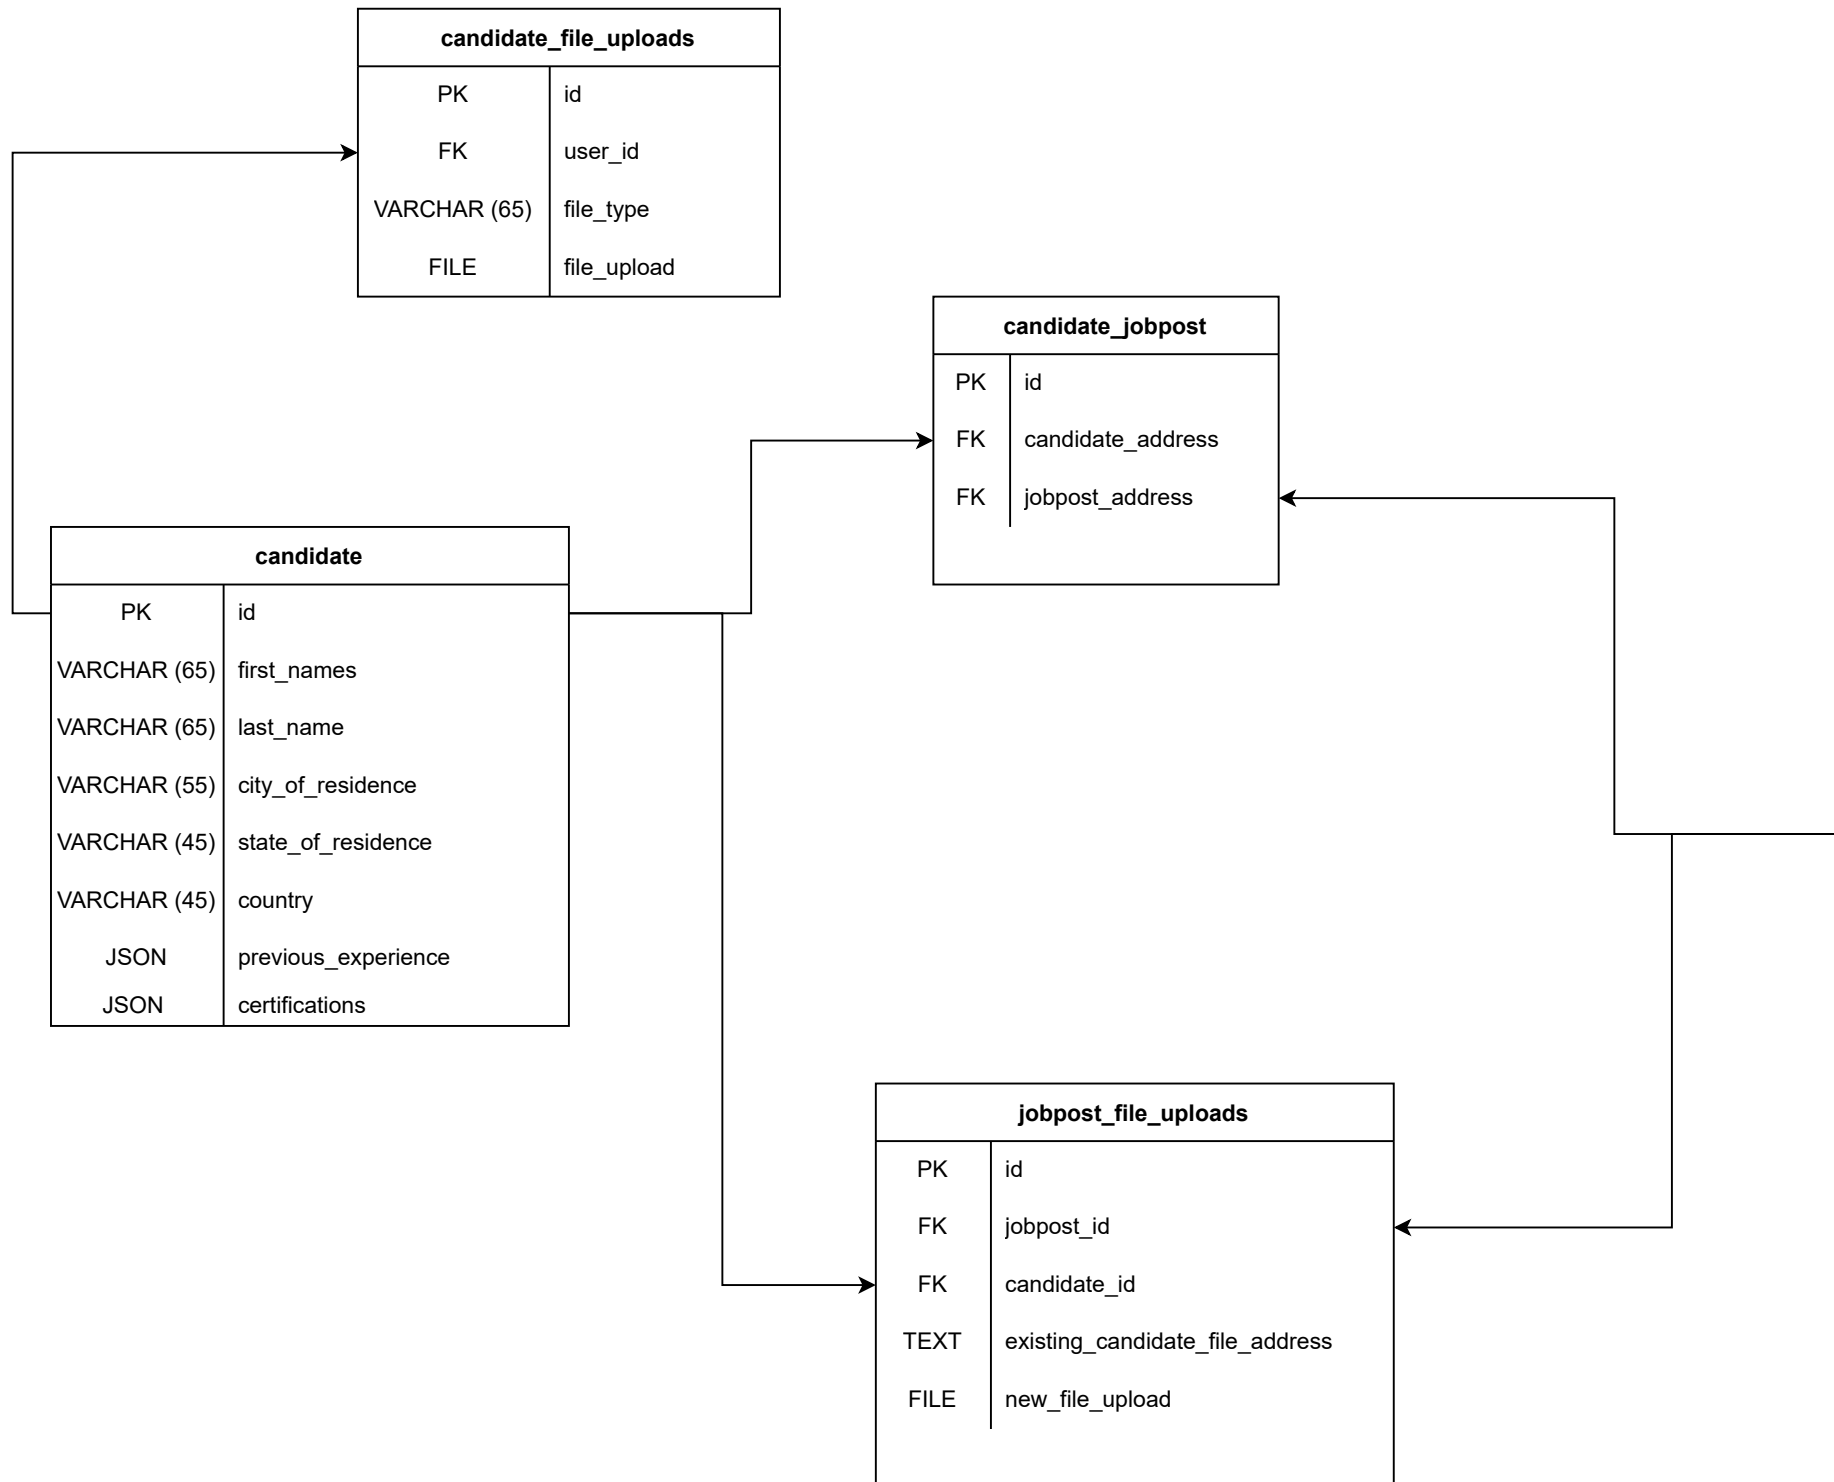 candidate_file_uploads
PK id
FK user_id
VARCHAR (65) file_type
FILE file_upload
candidate_jobpost
PK id
FK candidate_address
FK jobpost_address
candidate
PK id
VARCHAR (65) first_names
VARCHAR (65) last_name
VARCHAR (55) city_of_residence
VARCHAR (45) state_of_residence
VARCHAR (45) country
JSON previous_experience
JSON certifications
jobpost_file_uploads
PK id
FK jobpost_id
FK candidate_id
TEXT existing_candidate_file_address
FILE new_file_upload